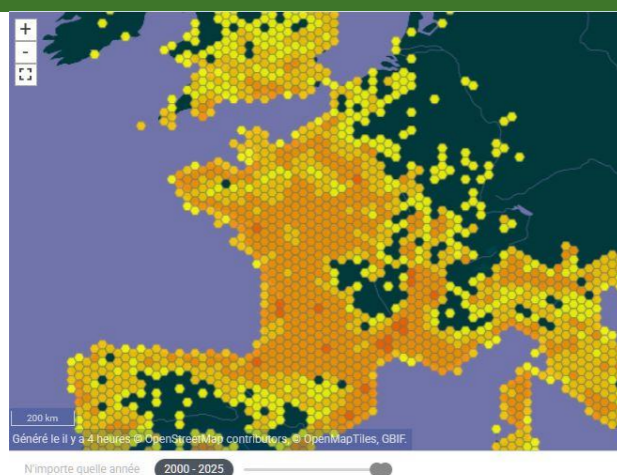 +
-
200 km
Généré le il y a 4 heures © OpenStreetMap contributors, © OpenMapTiles, GBIF.
N'importe quelle année 2000 - 2025